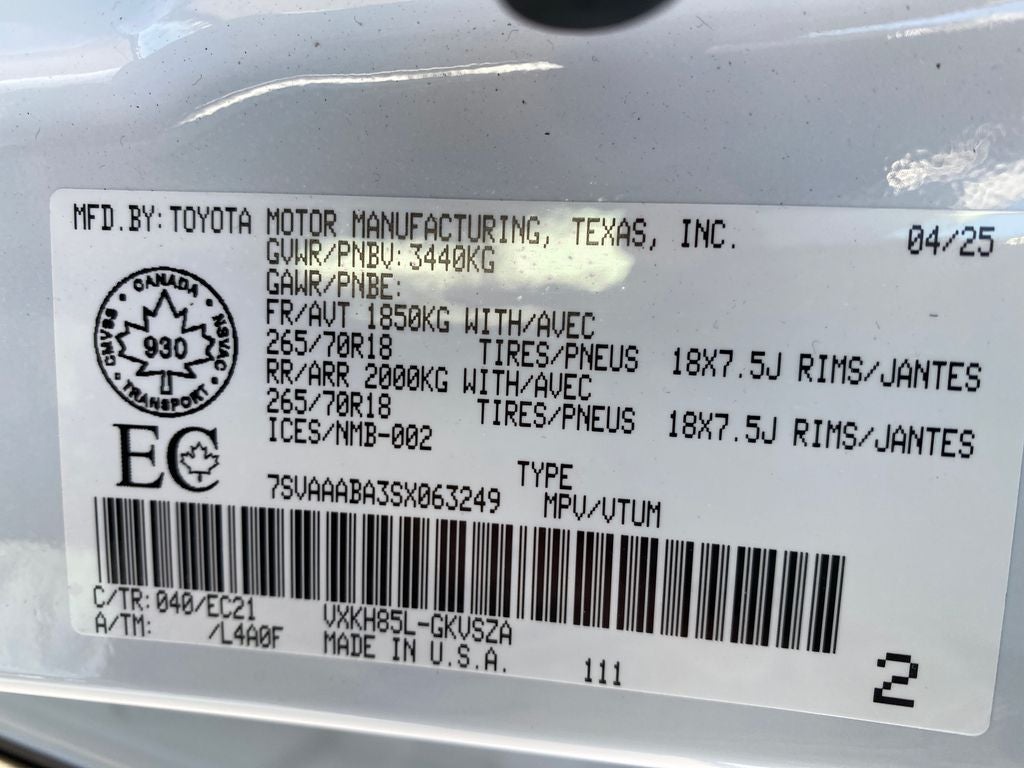 MFD.BY: TOYOTA MOTOR MANUFACTURING, TEXAS, INC. 04/25
GVWR/PNBV: 3440KG
GAWR/PNBE:
FR/AVT 1850KG WITH/AVEC
265/70R18 TIRES/PNEUS 18X7.5J RIMS/JANTES
RR/ARR 2000KG WITH/AVEC
265/70R18 TIRES/PNEUS 18X7.5J RIMS/JANTES
ICES/NMB-002
CANADA
CMVSS 930 NSVAC
TRANSPORT
EC
TYPE
7SVAAABA3SX063249 MPV/VTUM
C/TR: 040/EC21 VXKH85L-GKVSZA
A/TM: /L4A0F MADE IN U.S.A. 111
2